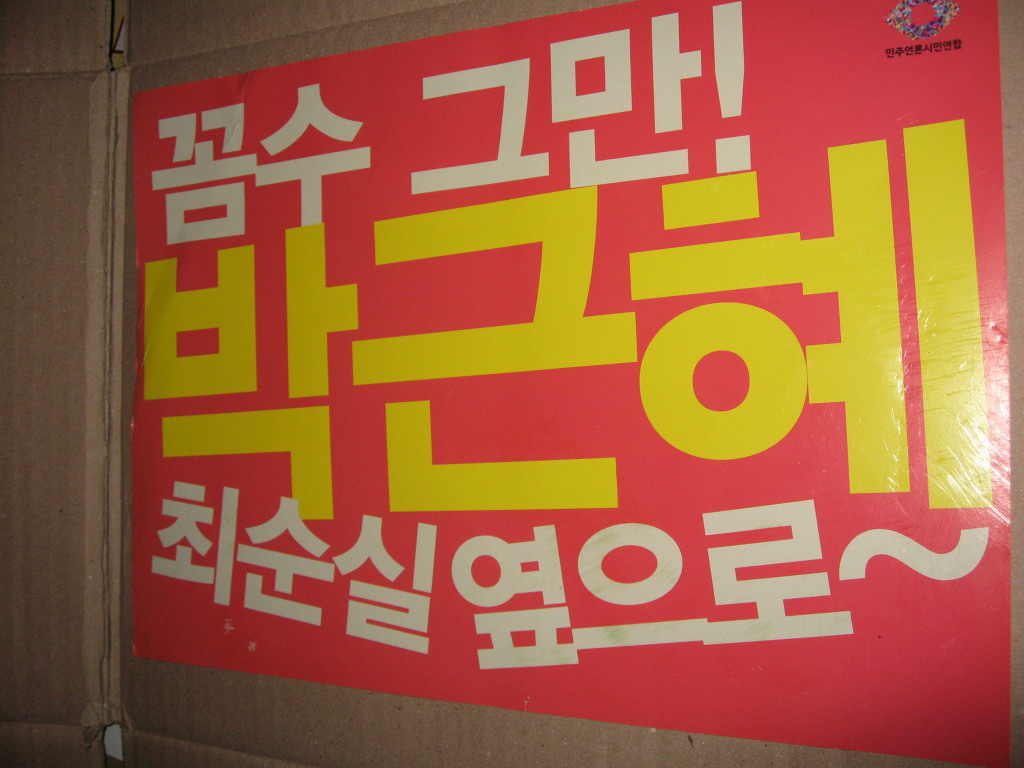 민주언론시민연합
꼼수 그만!
박근혜
최순실 옆으로~